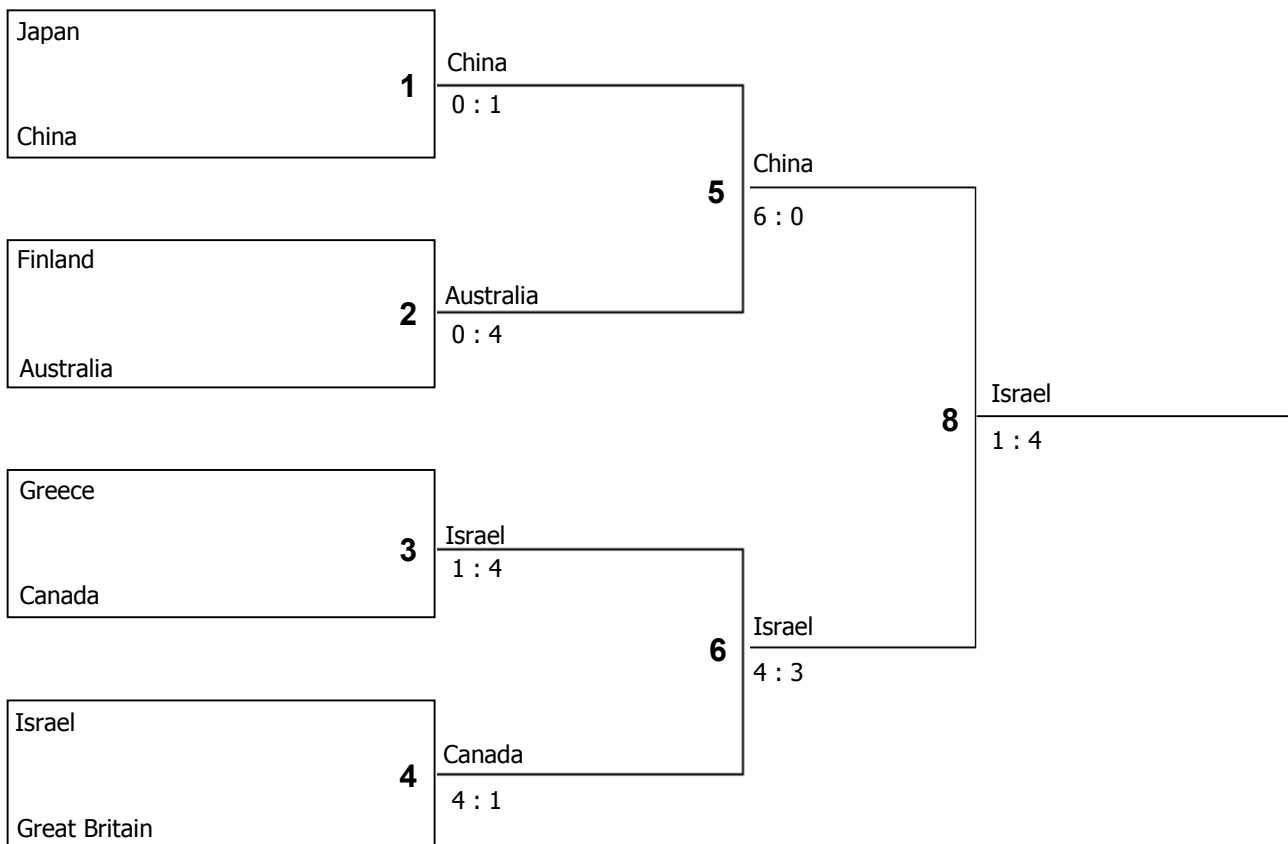 Japan
1
China
0 : 1
China
Finland
2
Australia
0 : 4
Australia
5
China
6 : 0
Greece
3
Israel
1 : 4
Canada
Israel
4
Canada
4 : 1
Great Britain
6
Israel
4 : 3
8
Israel
1 : 4